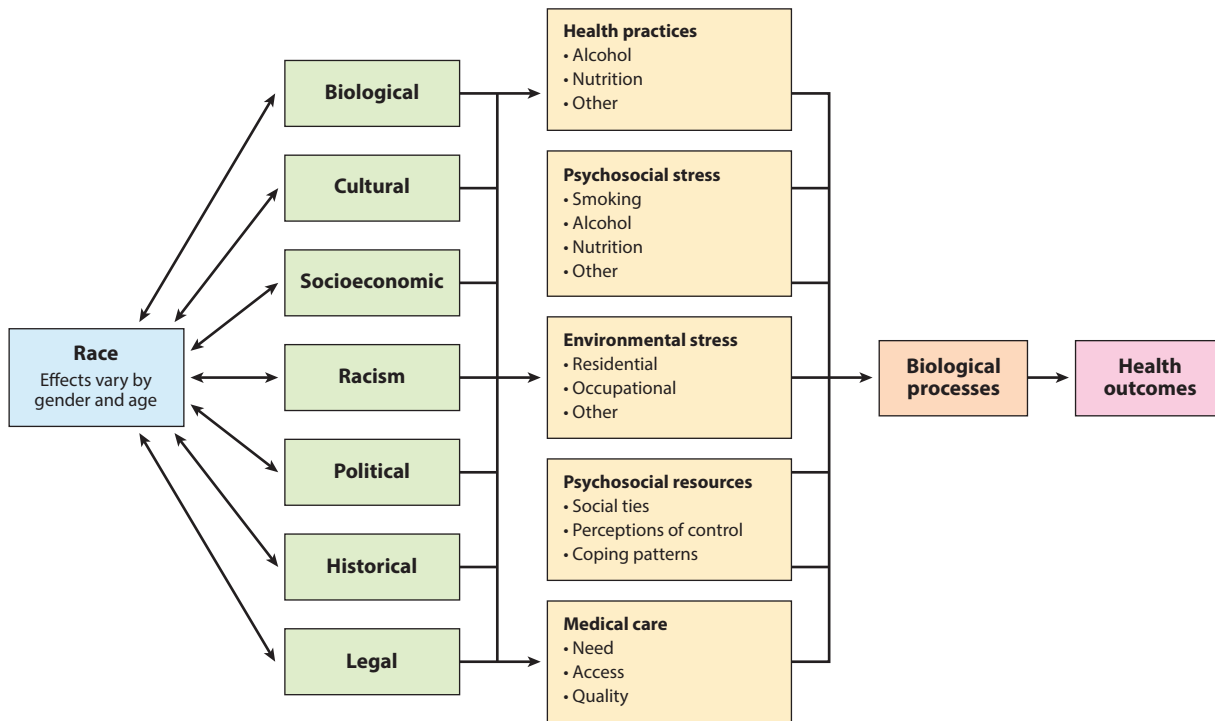 Race
Effects vary by
gender and age
Biological
Cultural
Socioeconomic
Racism
Political
Historical
Legal
Health practices
• Alcohol
• Nutrition
• Other
Psychosocial stress
• Smoking
• Alcohol
• Nutrition
• Other
Environmental stress
• Residential
• Occupational
• Other
Psychosocial resources
• Social ties
• Perceptions of control
• Coping patterns
Medical care
• Need
• Access
• Quality
Biological
processes
Health
outcomes